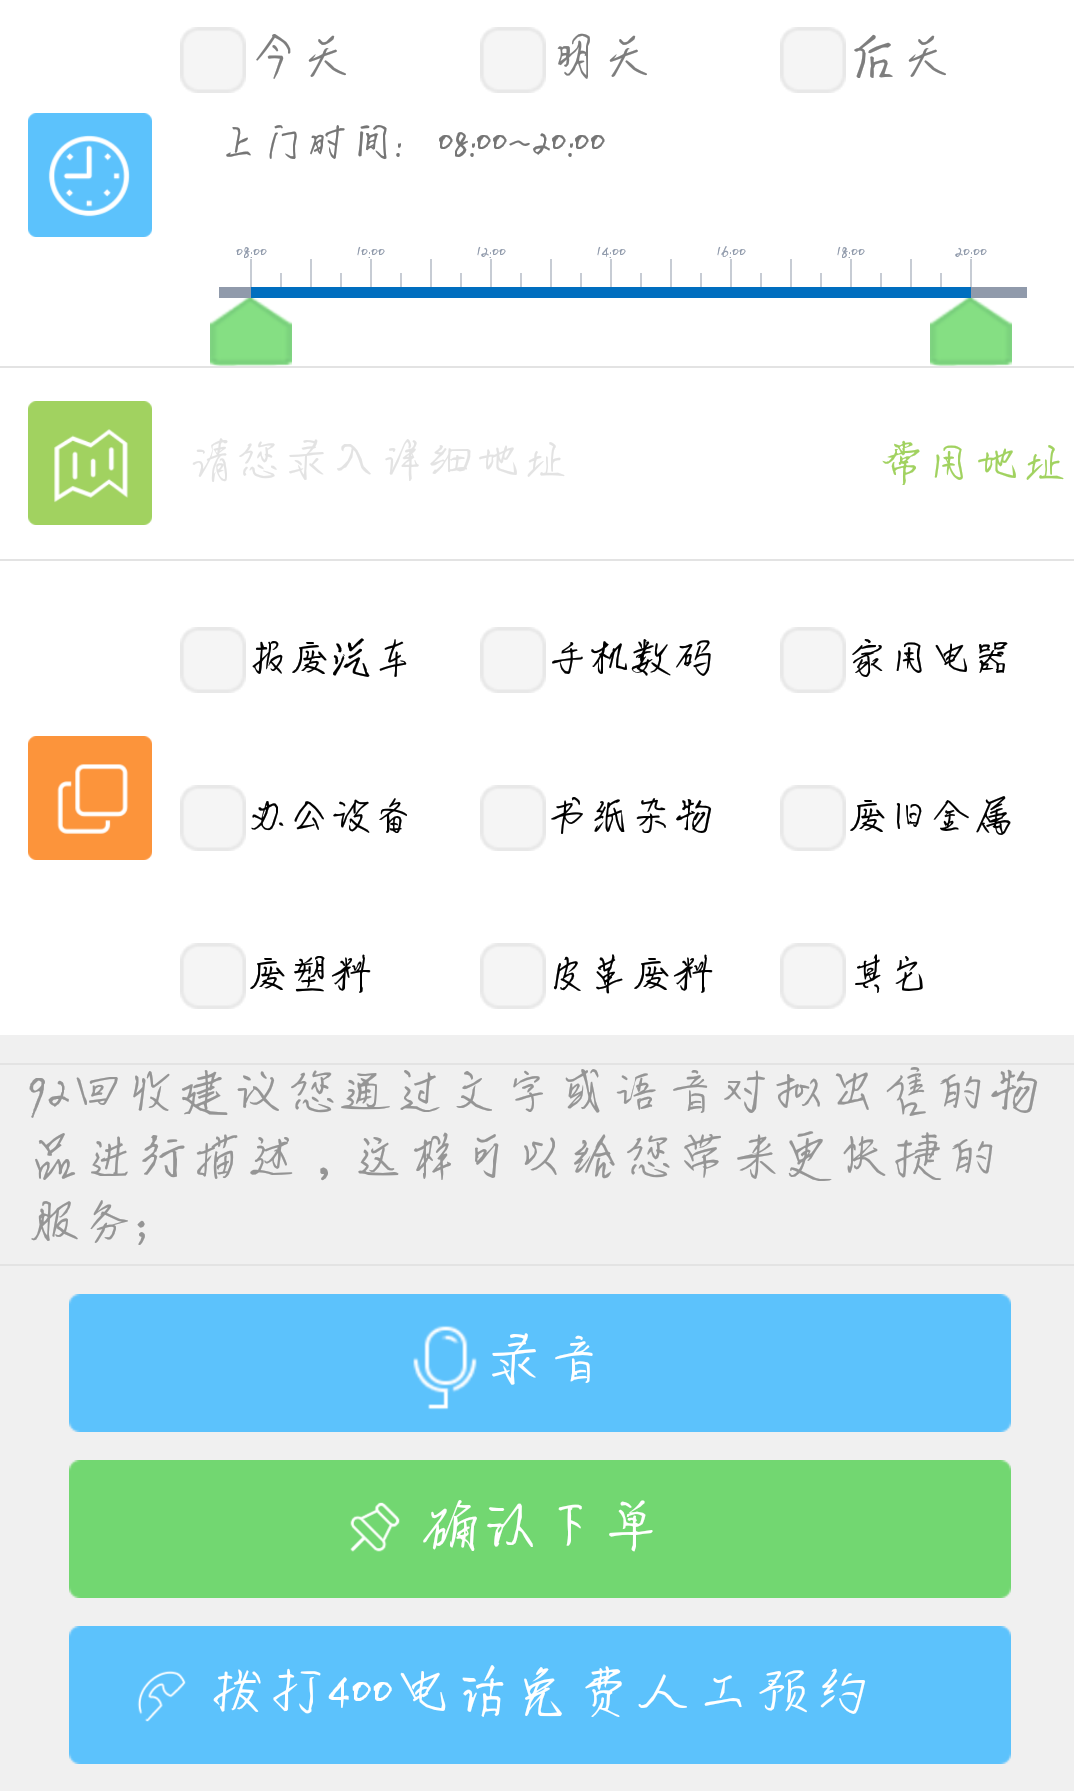 今天 明天 后天
上门时间: 08:00~20:00
08:00 10:00 12:00 14:00 16:00 18:00 20:00
请您录入详细地址 常用地址
报废汽车 手机数码 家用电器
办公设备 书纸杂物 废旧金属
废塑料 皮革废料 其它
92回收建议您通过文字或语音对拟出售的物
品进行描述，这样可以给您带来更快捷的
服务;
录音
确认下单
拨打400电话免费人工预约